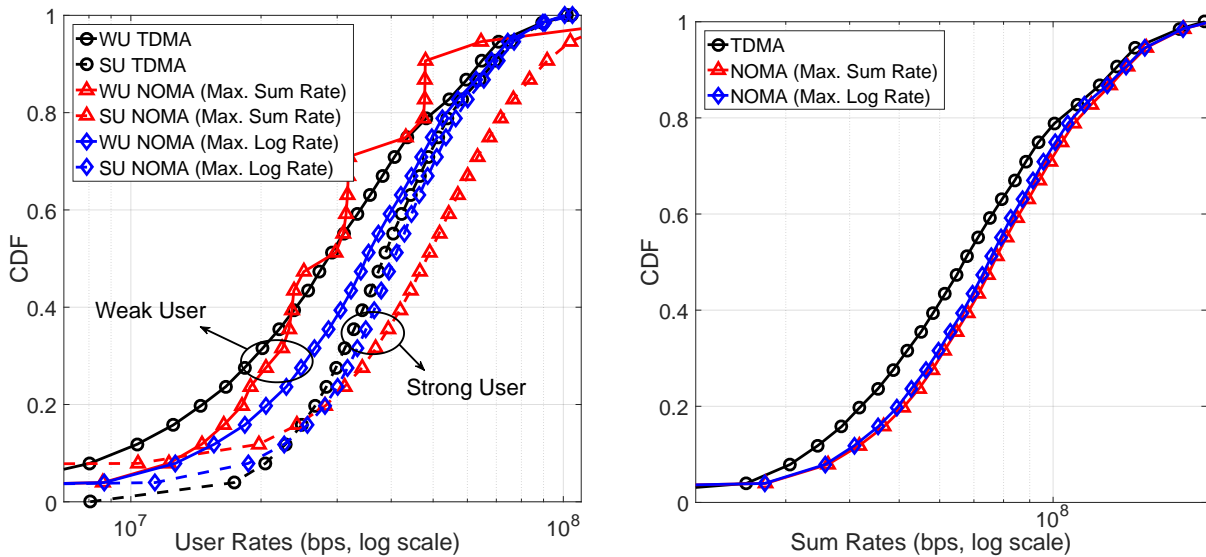 1
0.8
0.6
0.4
0.2
0
CDF
WU TDMA
SU TDMA
WU NOMA (Max. Sum Rate)
SU NOMA (Max. Sum Rate)
WU NOMA (Max. Log Rate)
SU NOMA (Max. Log Rate)
Weak User
Strong User
10^7
10^8
User Rates (bps, log scale)
1
0.8
0.6
0.4
0.2
0
CDF
TDMA
NOMA (Max. Sum Rate)
NOMA (Max. Log Rate)
10^8
Sum Rates (bps, log scale)